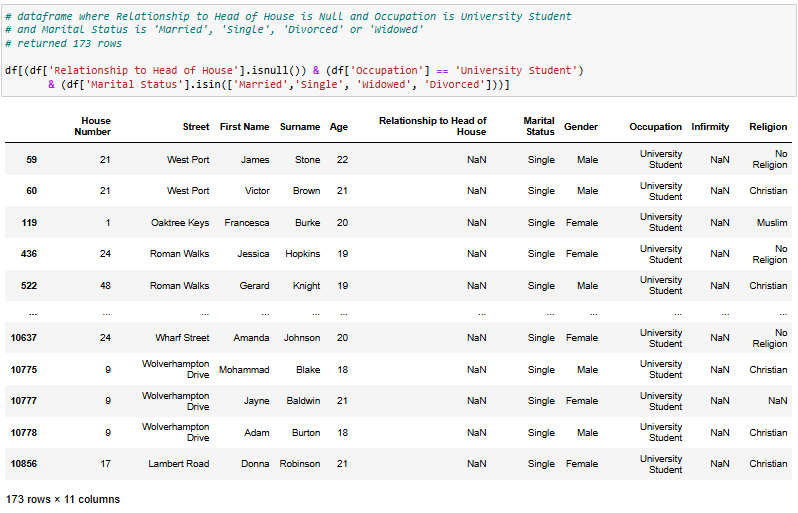 # dataframe where Relationship to Head of House is Null and Occupation is University Student
# and Marital Status is 'Married', 'Single', 'Divorced' or 'Widowed'
# returned 173 rows
df[(df['Relationship to Head of House'].isnull()) & (df['Occupation'] == 'University Student')
& (df['Marital Status'].isin(['Married','Single', 'Widowed', 'Divorced']))]
House Number Street First Name Surname Age Relationship to Head of House Marital Status Gender Occupation Infirmity Religion
59 21 West Port James Stone 22 NaN Single Male University Student NaN No Religion
60 21 West Port Victor Brown 21 NaN Single Male University Student NaN Christian
119 1 Oaktree Keys Francesca Burke 20 NaN Single Female University Student NaN Muslim
436 24 Roman Walks Jessica Hopkins 19 NaN Single Female University Student NaN No Religion
522 48 Roman Walks Gerard Knight 19 NaN Single Male University Student NaN Christian
... ... ... ... ... ... ... ... ... ... ... ...
10637 24 Wharf Street Amanda Johnson 20 NaN Single Female University Student NaN No Religion
10775 9 Wolverhampton Drive Mohammad Blake 18 NaN Single Male University Student NaN Christian
10777 9 Wolverhampton Drive Jayne Baldwin 21 NaN Single Female University Student NaN NaN
10778 9 Wolverhampton Drive Adam Burton 18 NaN Single Male University Student NaN Christian
10856 17 Lambert Road Donna Robinson 21 NaN Single Female University Student NaN Christian
173 rows × 11 columns